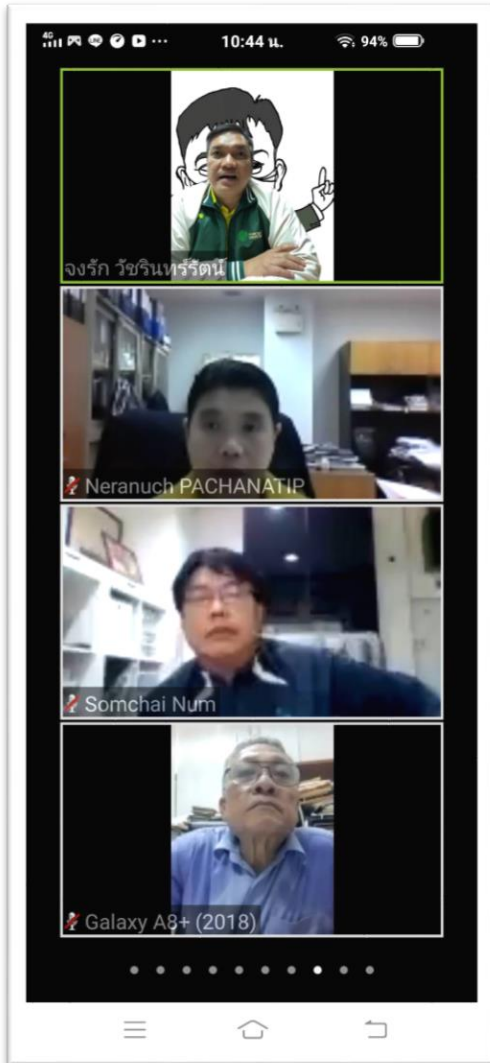 4G
10:44 น.
94%
จงรัก วัชรินทร์รัตน์
Neranuch PACHANATIP
Somchai Num
Galaxy A8+ (2018)